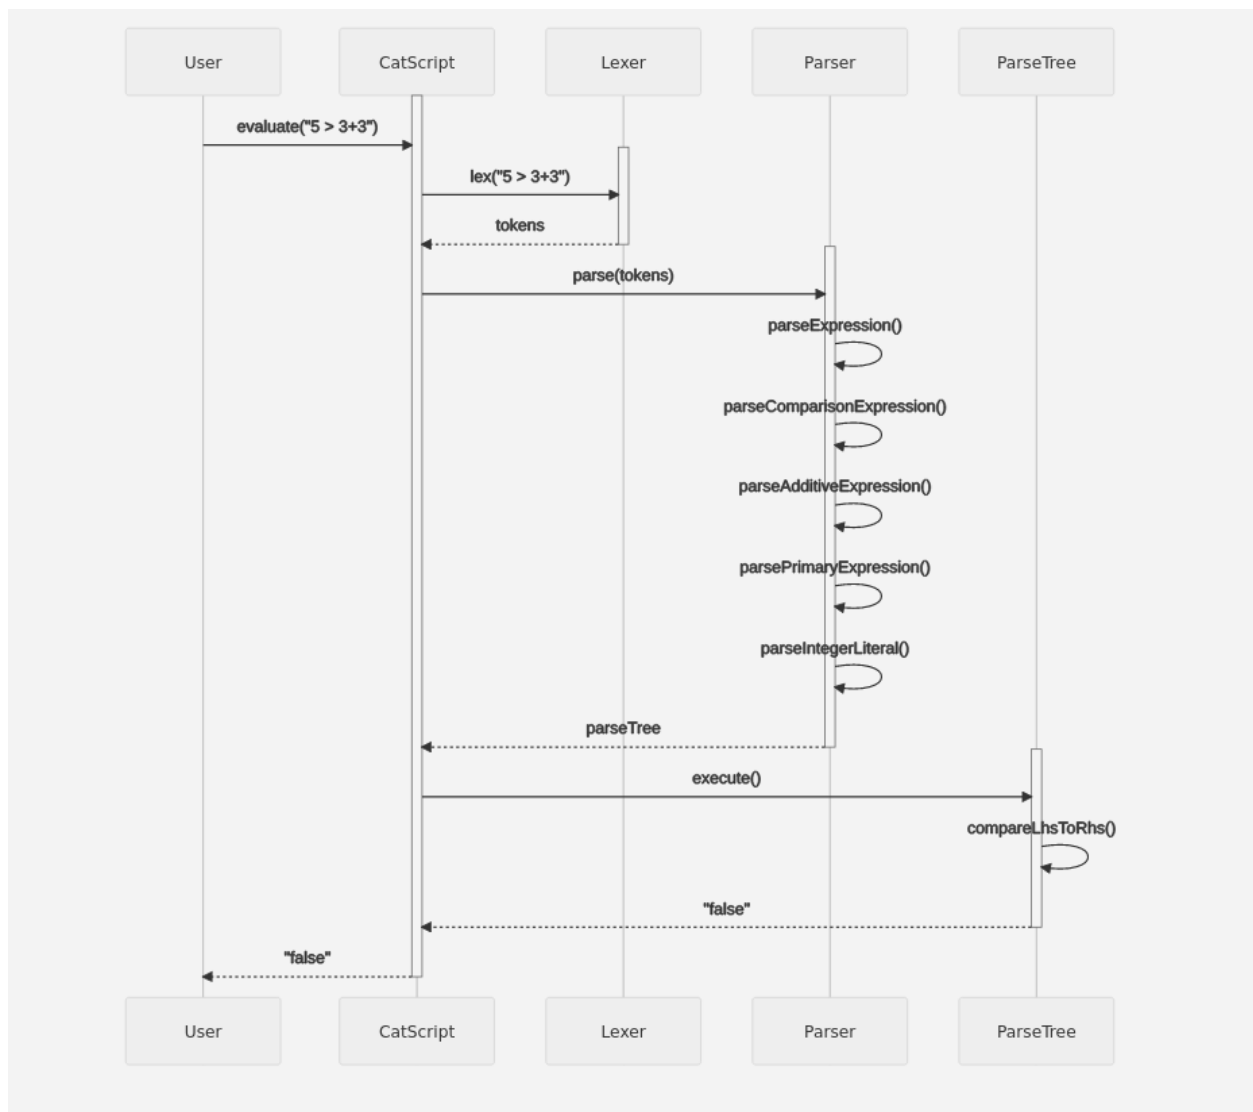 User
CatScript
Lexer
Parser
ParseTree
evaluate("5 > 3+3")
lex("5 > 3+3")
tokens
parse(tokens)
parseExpression()
parseComparisonExpression()
parseAdditiveExpression()
parsePrimaryExpression()
parseIntegerLiteral()
parseTree
execute()
compareLhsToRhs()
"false"
"false"
User
CatScript
Lexer
Parser
ParseTree